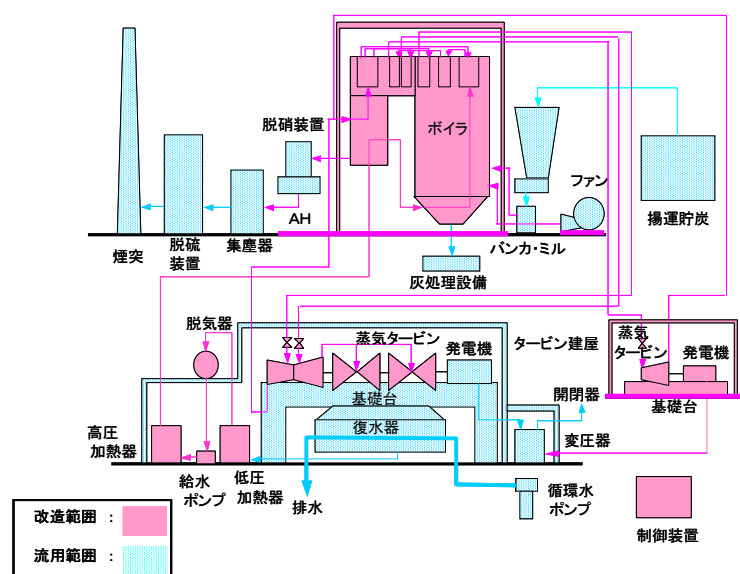 脱硝装置
ボイラ
ファン
揚運貯炭
AH
バンカ・ミル
煙突
脱硫
装置
集塵器
灰処理設備
脱気器
蒸気タービン
発電機
タービン建屋
蒸気
タービン
発電機
基礎台
開閉器
基礎台
復水器
変圧器
高圧
加熱器
給水
ポンプ
低圧
加熱器
排水
循環水
ポンプ
制御装置
改造範囲 :
流用範囲 :